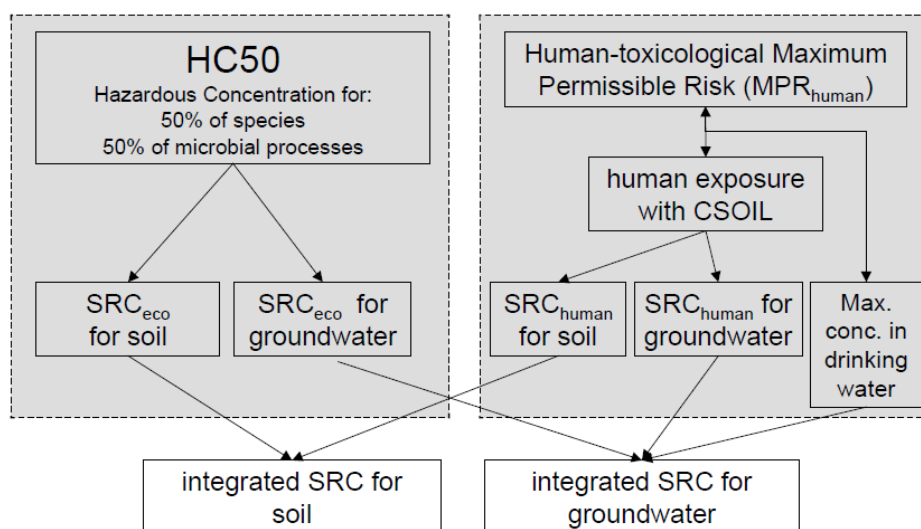 HC50
Hazardous Concentration for:
50% of species
50% of microbial processes
Human-toxicological Maximum
Permissible Risk (MPRhuman)
human exposure
with CSOIL
SRCeco
for soil
SRCeco for
groundwater
SRChuman
for soil
SRChuman for
groundwater
Max.
conc. in
drinking
water
integrated SRC for
soil
integrated SRC for
groundwater